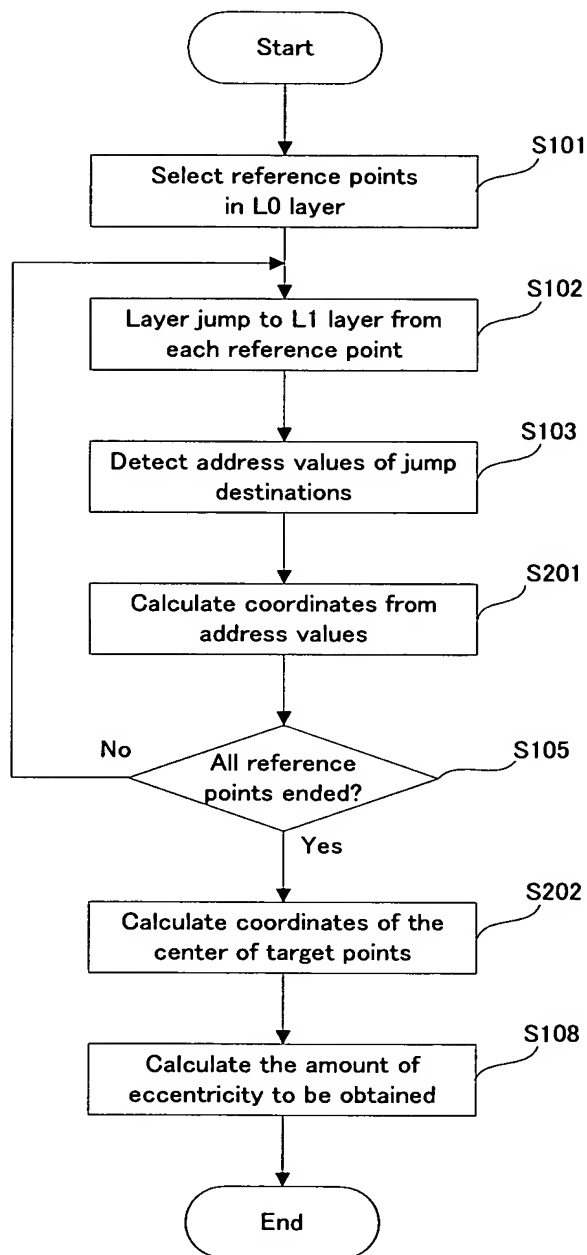 Start
S101
Select reference points
in L0 layer
S102
Layer jump to L1 layer from
each reference point
S103
Detect address values of jump
destinations
S201
Calculate coordinates from
address values
No
S105
All reference
points ended?
Yes
S202
Calculate coordinates of the
center of target points
S108
Calculate the amount of
eccentricity to be obtained
End